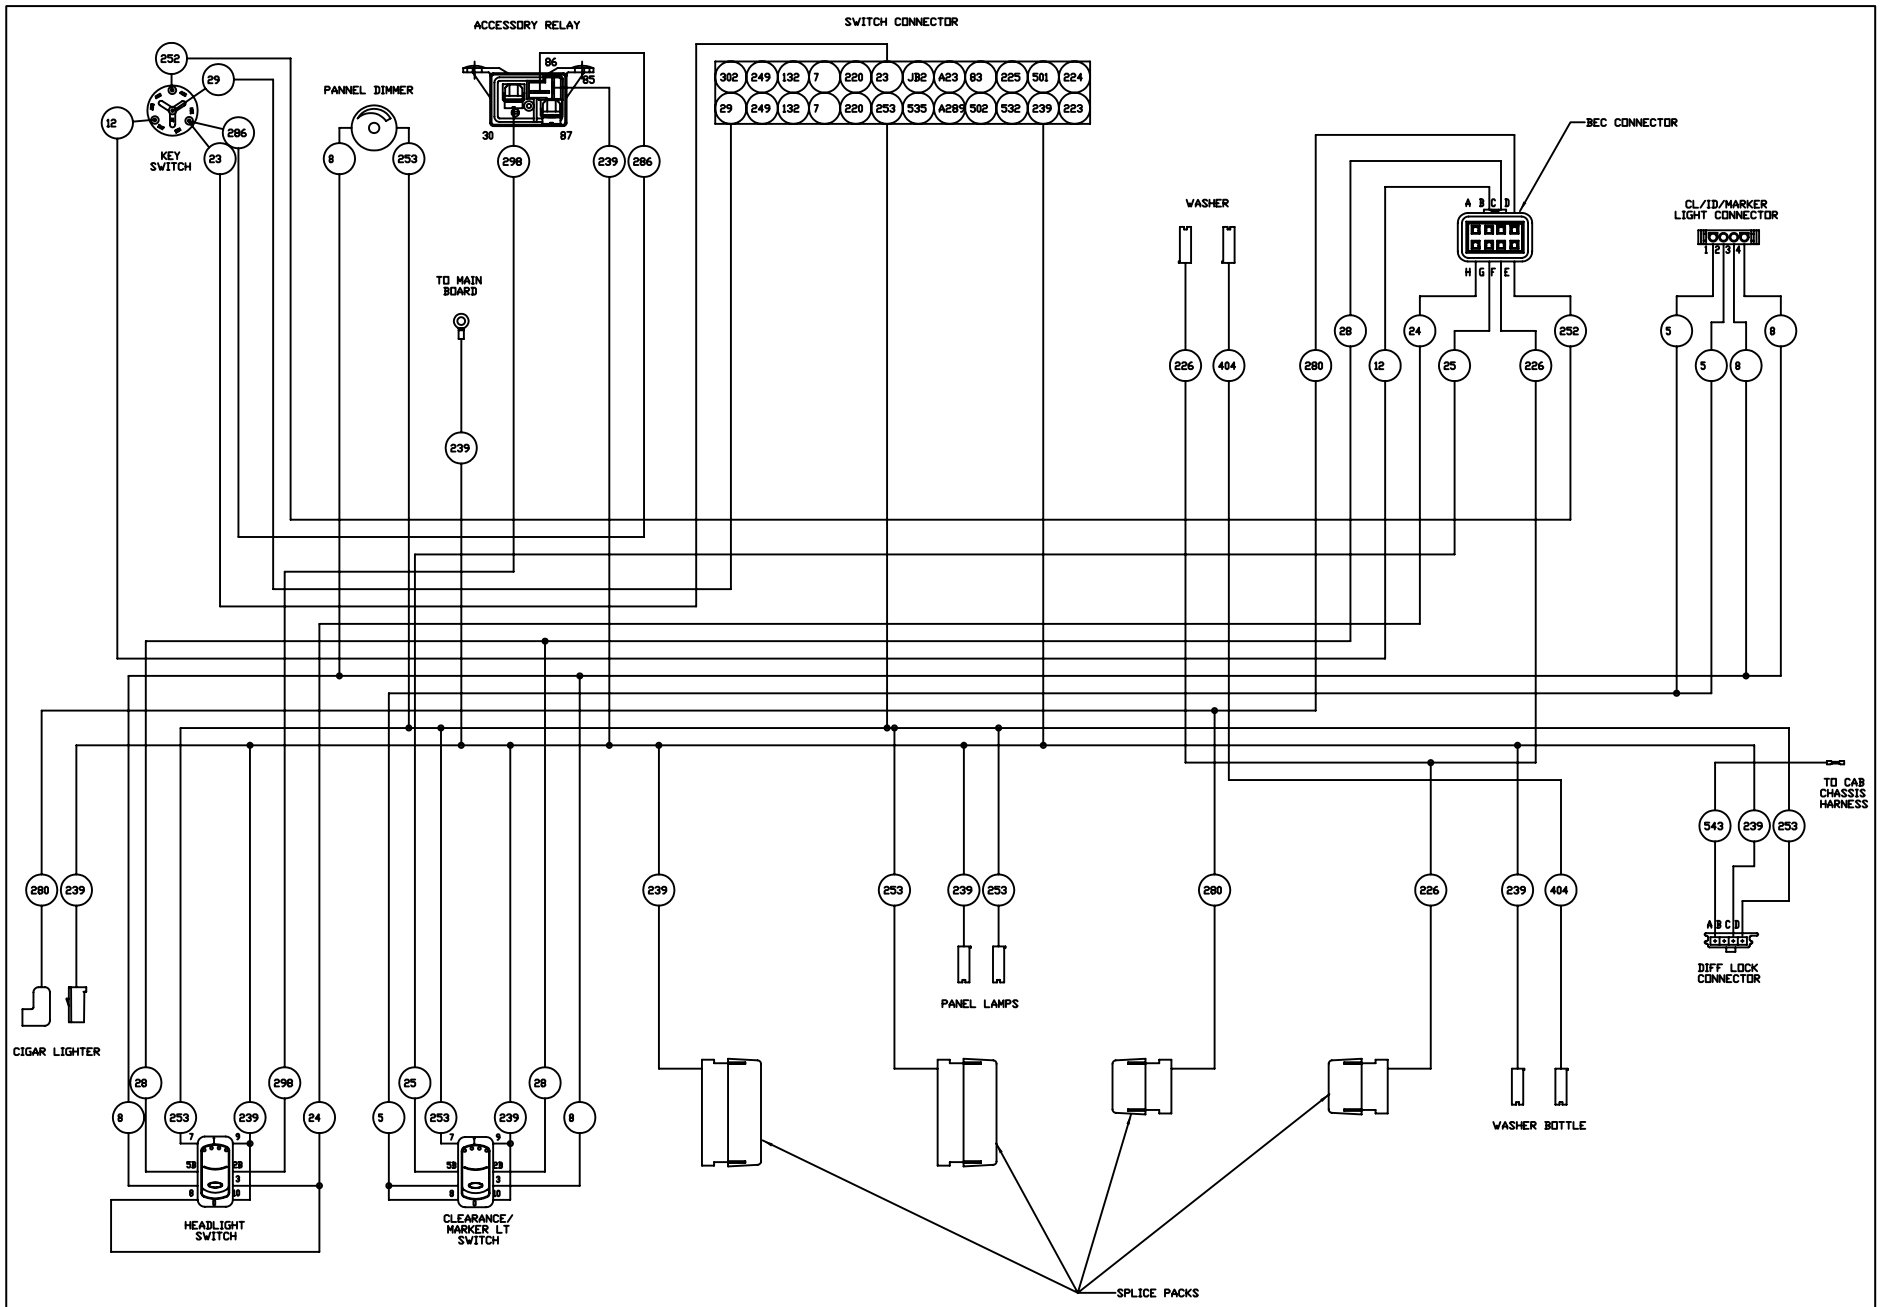 ACCESSORY RELAY
SWITCH CONNECTOR
252
29
12
286
23
KEY
SWITCH
PANNEL DIMMER
8
253
86
85
30
87
298
239
286
302 249 132 7 220 23 JB2 A23 83 225 501 224
29 249 132 7 220 253 535 A289 502 532 239 223
BEC CONNECTOR
WASHER
A B C D
H G F E
CL/ID/MARKER
LIGHT CONNECTOR
1 2 3 4
TO MAIN
BOARD
28
24
252
5
8
226
404
280
12
25
226
5
8
239
TO CAB
CHASSIS
HARNESS
543
239
253
280
239
239
253
239
253
280
226
239
404
A B C D
DIFF LOCK
CONNECTOR
PANEL LAMPS
CIGAR LIGHTER
28
298
25
28
8
253
239
24
5
253
239
8
WASHER BOTTLE
7
9
5B
2B
3
8
10
7
9
5B
2B
3
8
10
HEADLIGHT
SWITCH
CLEARANCE/
MARKER LT
SWITCH
SPLICE PACKS